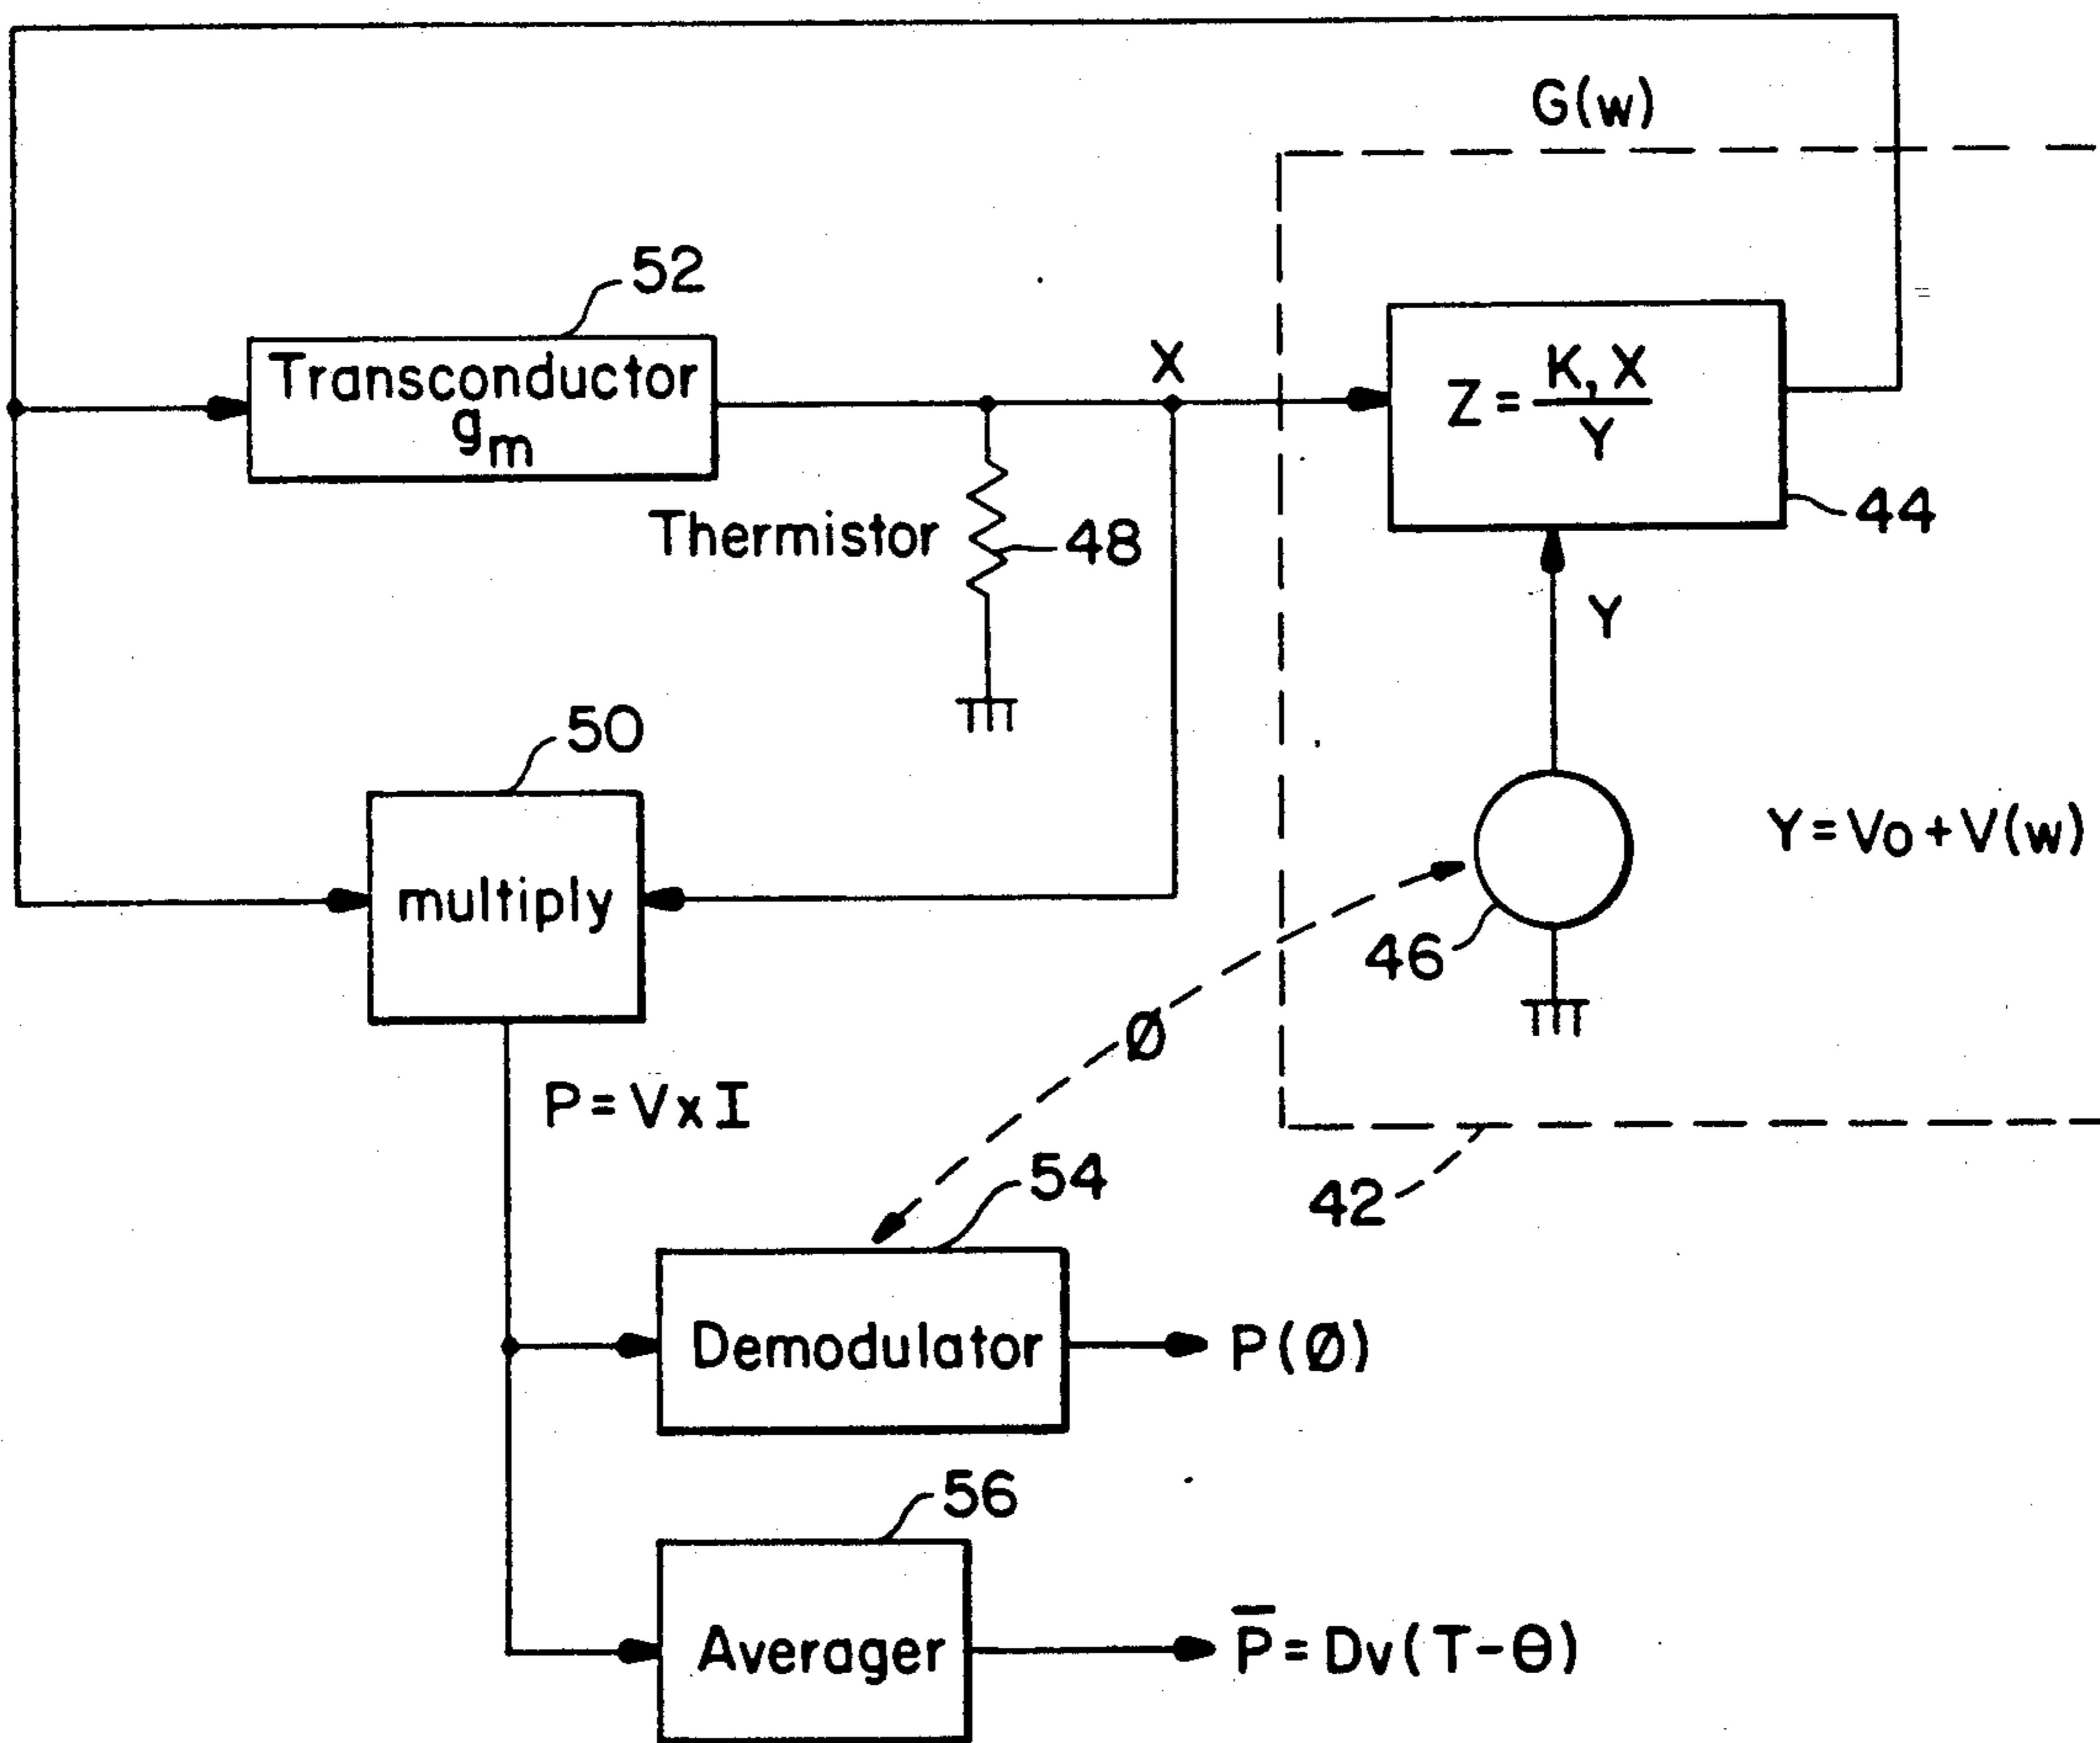 G(w)
52
Transconductor
gm
X
Z = K, X
Y
44
Thermistor
48
Y
50
multiply
Y = Vo + V(w)
46
Ø
P = V x I
54
42
Demodulator
P(Ø)
56
Averager
P̅ = Dv(T-θ)